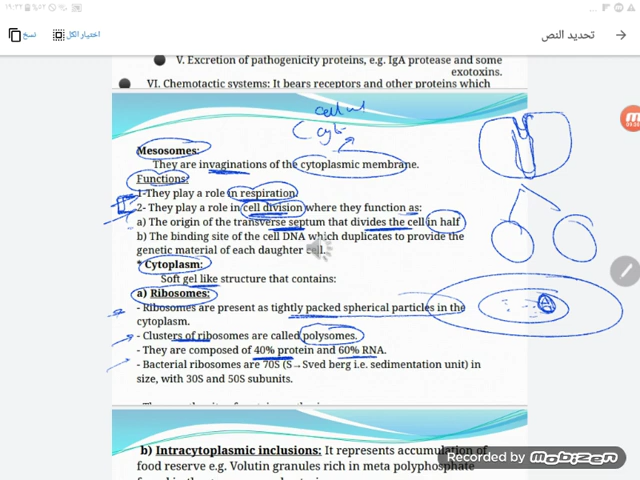 تحديد النص
اختيار الكل
نسخ
V. Excretion of pathogenicity proteins, e.g. IgA protease and some
exotoxins.
VI. Chemotactic systems: It bears receptors and other proteins which
Mesosomes:
They are invaginations of the cytoplasmic membrane.
Functions:
1-They play a role in respiration.
2- They play a role in cell division where they function as:
a) The origin of the transverse septum that divides the cell in half
b) The binding site of the cell DNA which duplicates to provide the
genetic material of each daughter cell.
* Cytoplasm:
Soft gel like structure that contains:
a) Ribosomes:
- Ribosomes are present as tightly packed spherical particles in the
cytoplasm.
- Clusters of ribosomes are called polysomes.
- They are composed of 40% protein and 60% RNA.
- Bacterial ribosomes are 70S (S→Sved berg i.e. sedimentation unit) in
size, with 30S and 50S subunits.
b) Intracytoplasmic inclusions: It represents accumulation of
food reserve e.g. Volutin granules rich in meta polyphosphate
Recorded by mobizen